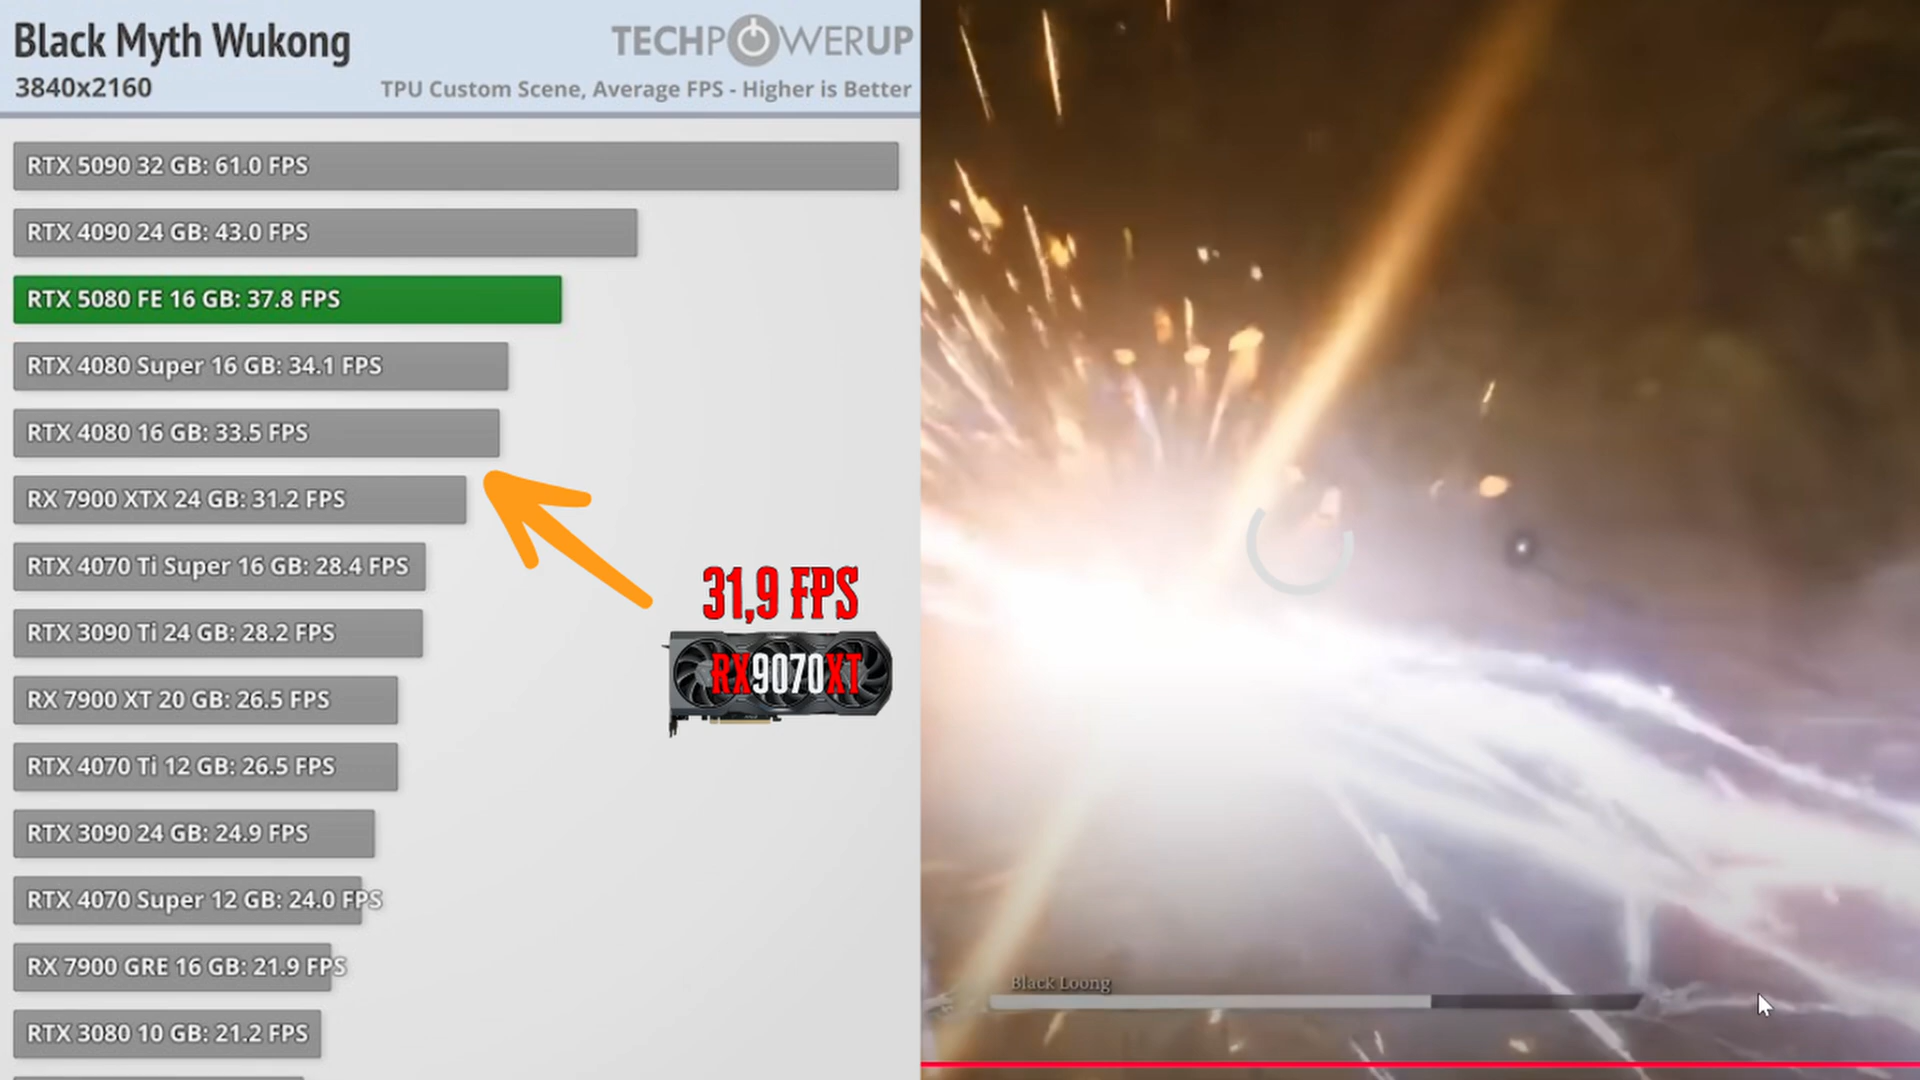 Black Myth Wukong
TECHPOWERUP
3840x2160
TPU Custom Scene, Average FPS - Higher is Better
RTX 5090 32 GB: 61.0 FPS
RTX 4090 24 GB: 43.0 FPS
RTX 5080 FE 16 GB: 37.8 FPS
RTX 4080 Super 16 GB: 34.1 FPS
RTX 4080 16 GB: 33.5 FPS
RX 7900 XTX 24 GB: 31.2 FPS
RTX 4070 Ti Super 16 GB: 28.4 FPS
RTX 3090 Ti 24 GB: 28.2 FPS
RX 7900 XT 20 GB: 26.5 FPS
RTX 4070 Ti 12 GB: 26.5 FPS
RTX 3090 24 GB: 24.9 FPS
RTX 4070 Super 12 GB: 24.0 FPS
RX 7900 GRE 16 GB: 21.9 FPS
RTX 3080 10 GB: 21.2 FPS
31,9 FPS
RX9070XT
Black Loong